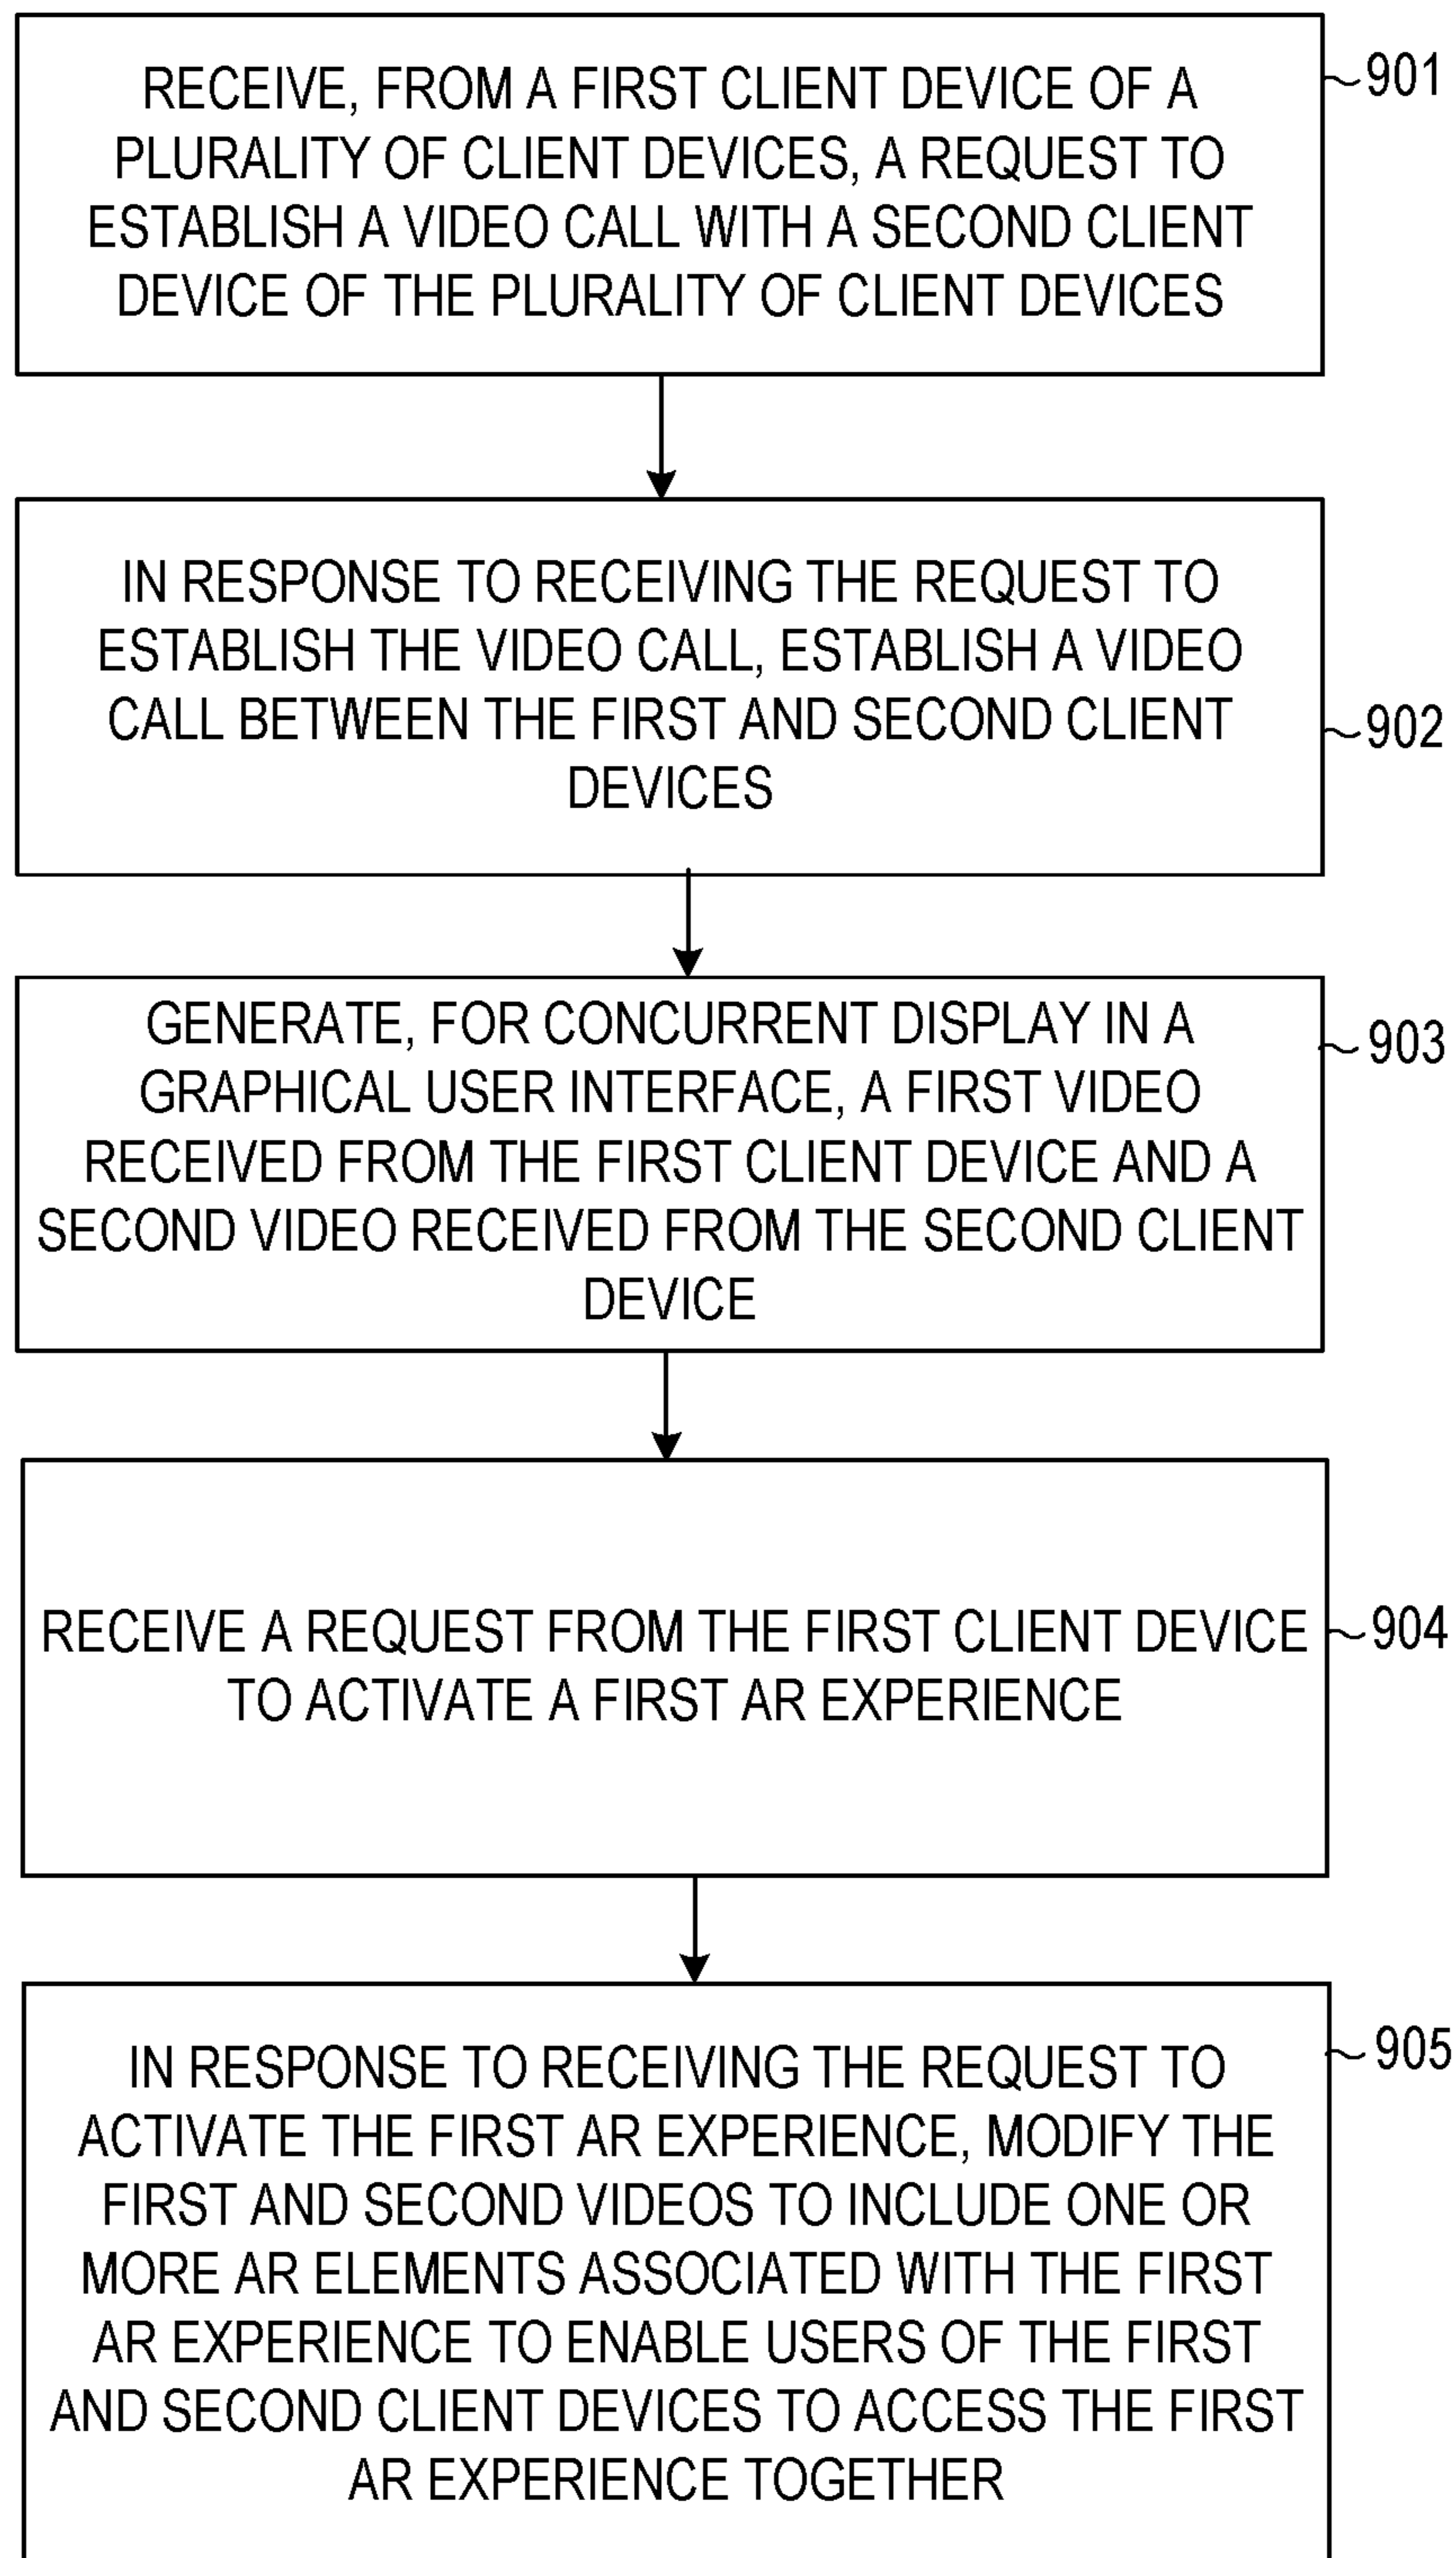 RECEIVE, FROM A FIRST CLIENT DEVICE OF A
PLURALITY OF CLIENT DEVICES, A REQUEST TO
ESTABLISH A VIDEO CALL WITH A SECOND CLIENT
DEVICE OF THE PLURALITY OF CLIENT DEVICES
901
IN RESPONSE TO RECEIVING THE REQUEST TO
ESTABLISH THE VIDEO CALL, ESTABLISH A VIDEO
CALL BETWEEN THE FIRST AND SECOND CLIENT
DEVICES
902
GENERATE, FOR CONCURRENT DISPLAY IN A
GRAPHICAL USER INTERFACE, A FIRST VIDEO
RECEIVED FROM THE FIRST CLIENT DEVICE AND A
SECOND VIDEO RECEIVED FROM THE SECOND CLIENT
DEVICE
903
RECEIVE A REQUEST FROM THE FIRST CLIENT DEVICE
TO ACTIVATE A FIRST AR EXPERIENCE
904
IN RESPONSE TO RECEIVING THE REQUEST TO
ACTIVATE THE FIRST AR EXPERIENCE, MODIFY THE
FIRST AND SECOND VIDEOS TO INCLUDE ONE OR
MORE AR ELEMENTS ASSOCIATED WITH THE FIRST
AR EXPERIENCE TO ENABLE USERS OF THE FIRST
AND SECOND CLIENT DEVICES TO ACCESS THE FIRST
AR EXPERIENCE TOGETHER
905